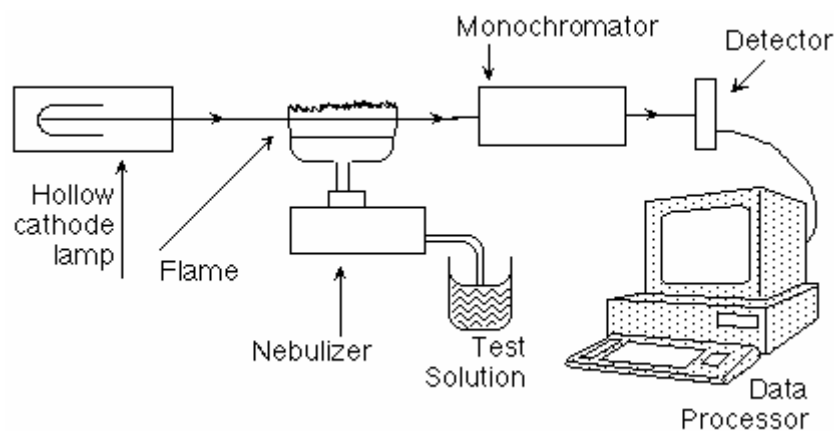 Monochromator
Detector
Hollow
cathode
lamp
Flame
Nebulizer
Test
Solution
Data
Processor